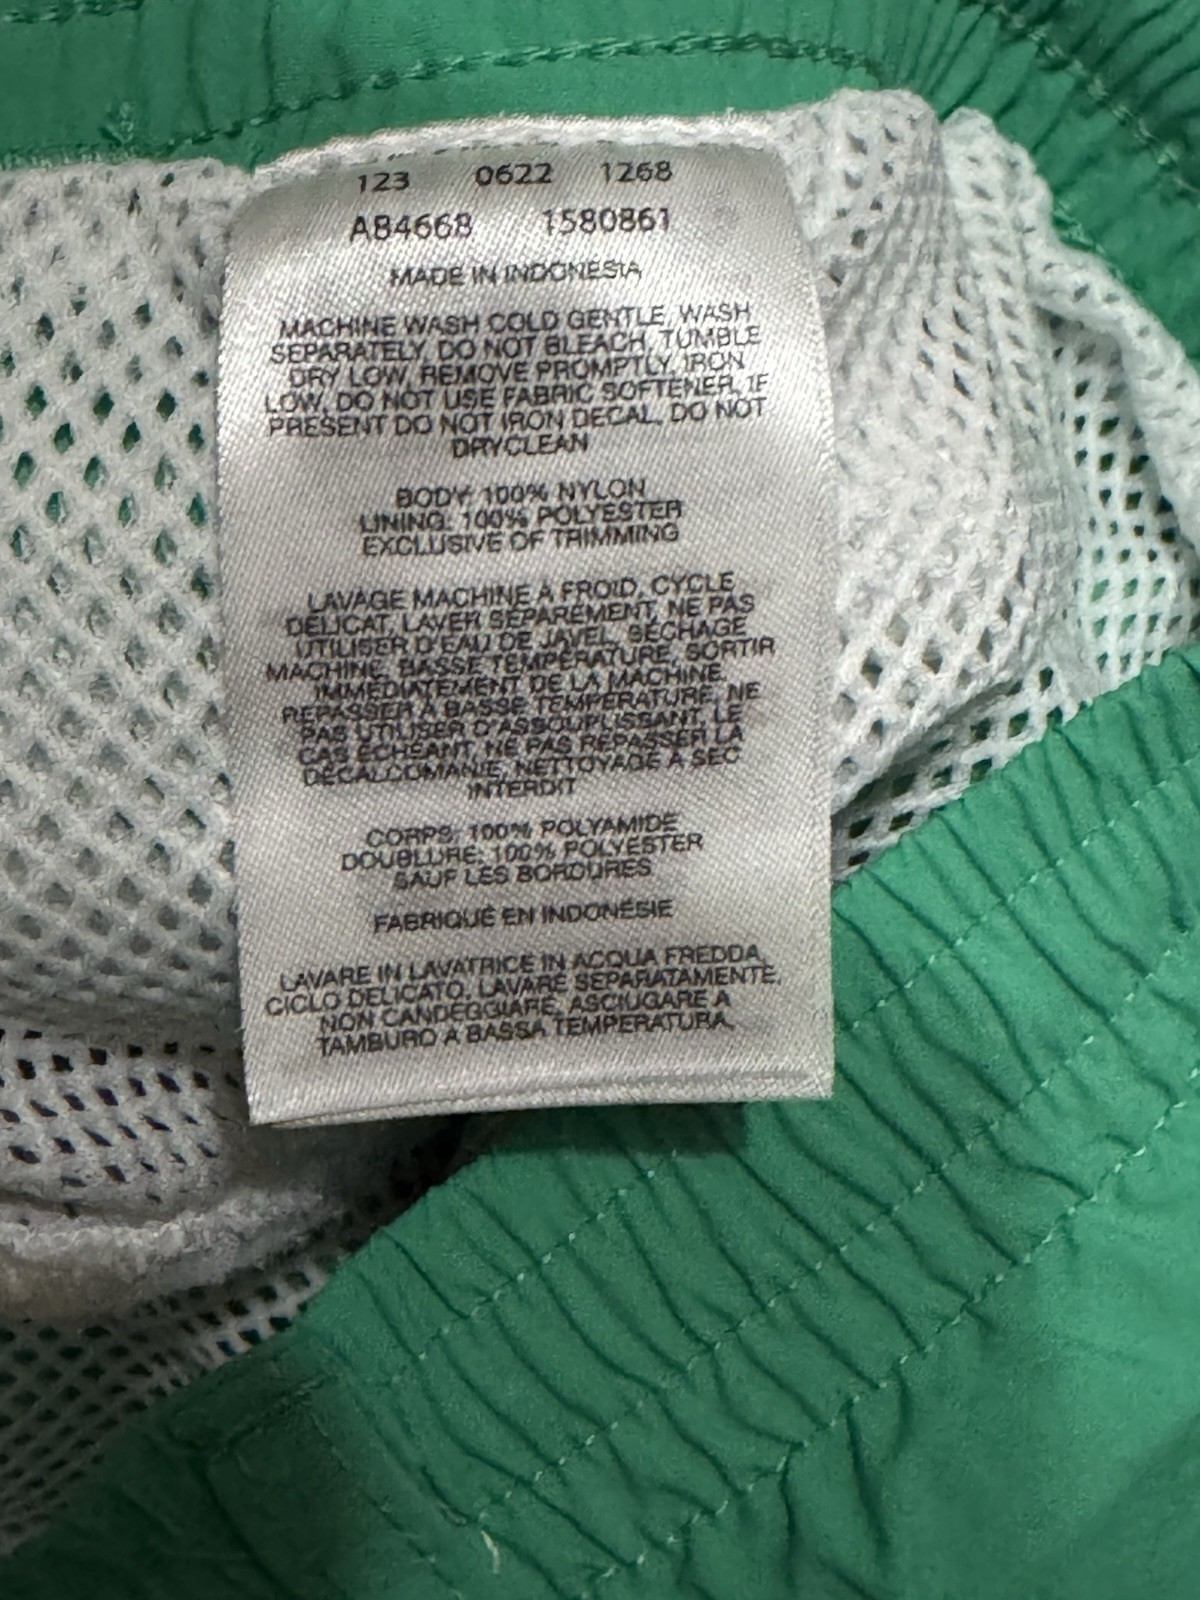 123 0622 1268
AB4668 1580861
MADE IN INDONESIA
MACHINE WASH COLD GENTLE, WASH
SEPARATELY, DO NOT BLEACH, TUMBLE
DRY LOW, REMOVE PROMPTLY, IRON
LOW, DO NOT USE FABRIC SOFTENER, IF
PRESENT DO NOT IRON DECAL, DO NOT
DRYCLEAN
BODY: 100% NYLON
LINING: 100% POLYESTER
EXCLUSIVE OF TRIMMING
LAVAGE MACHINE À FROID, CYCLE
DÉLICAT, LAVER SÉPARÉMENT, NE PAS
UTILISER D'EAU DE JAVEL, SÉCHAGE
MACHINE, BASSE TEMPÉRATURE, SORTIR
IMMÉDIATEMENT DE LA MACHINE,
REPASSER À BASSE TEMPÉRATURE, NE
PAS UTILISER D'ASSOUPLISSANT, LE
CAS ÉCHÉANT, NE PAS REPASSER LA
DÉCALCOMANIE, NETTOYAGE À SEC
INTERDIT
CORPS: 100% POLYAMIDE
DOUBLURE: 100% POLYESTER
SAUF LES BORDURES
FABRIQUÉ EN INDONÉSIE
LAVARE IN LAVATRICE IN ACQUA FREDDA,
CICLO DELICATO, LAVARE SEPARATAMENTE,
NON CANDEGGIARE, ASCIUGARE A
TAMBURO A BASSA TEMPERATURA,